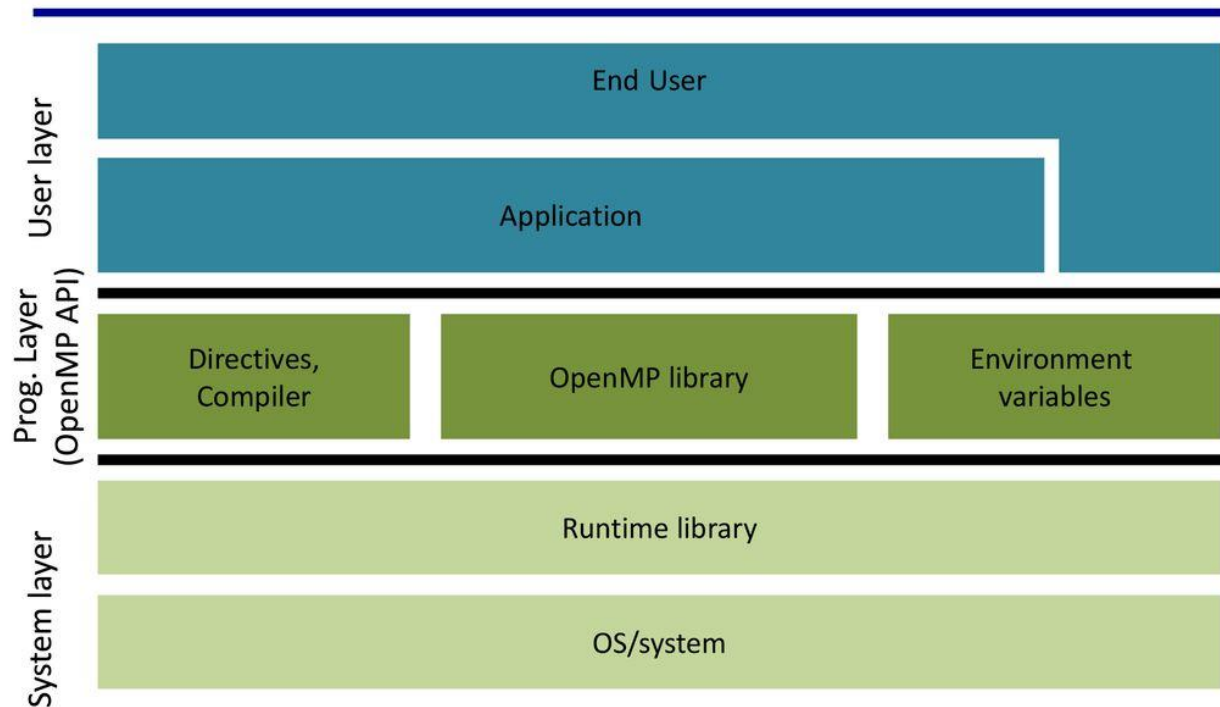 User layer
End User
Application
Prog. Layer
(OpenMP API)
Directives,
Compiler
OpenMP library
Environment
variables
System layer
Runtime library
OS/system